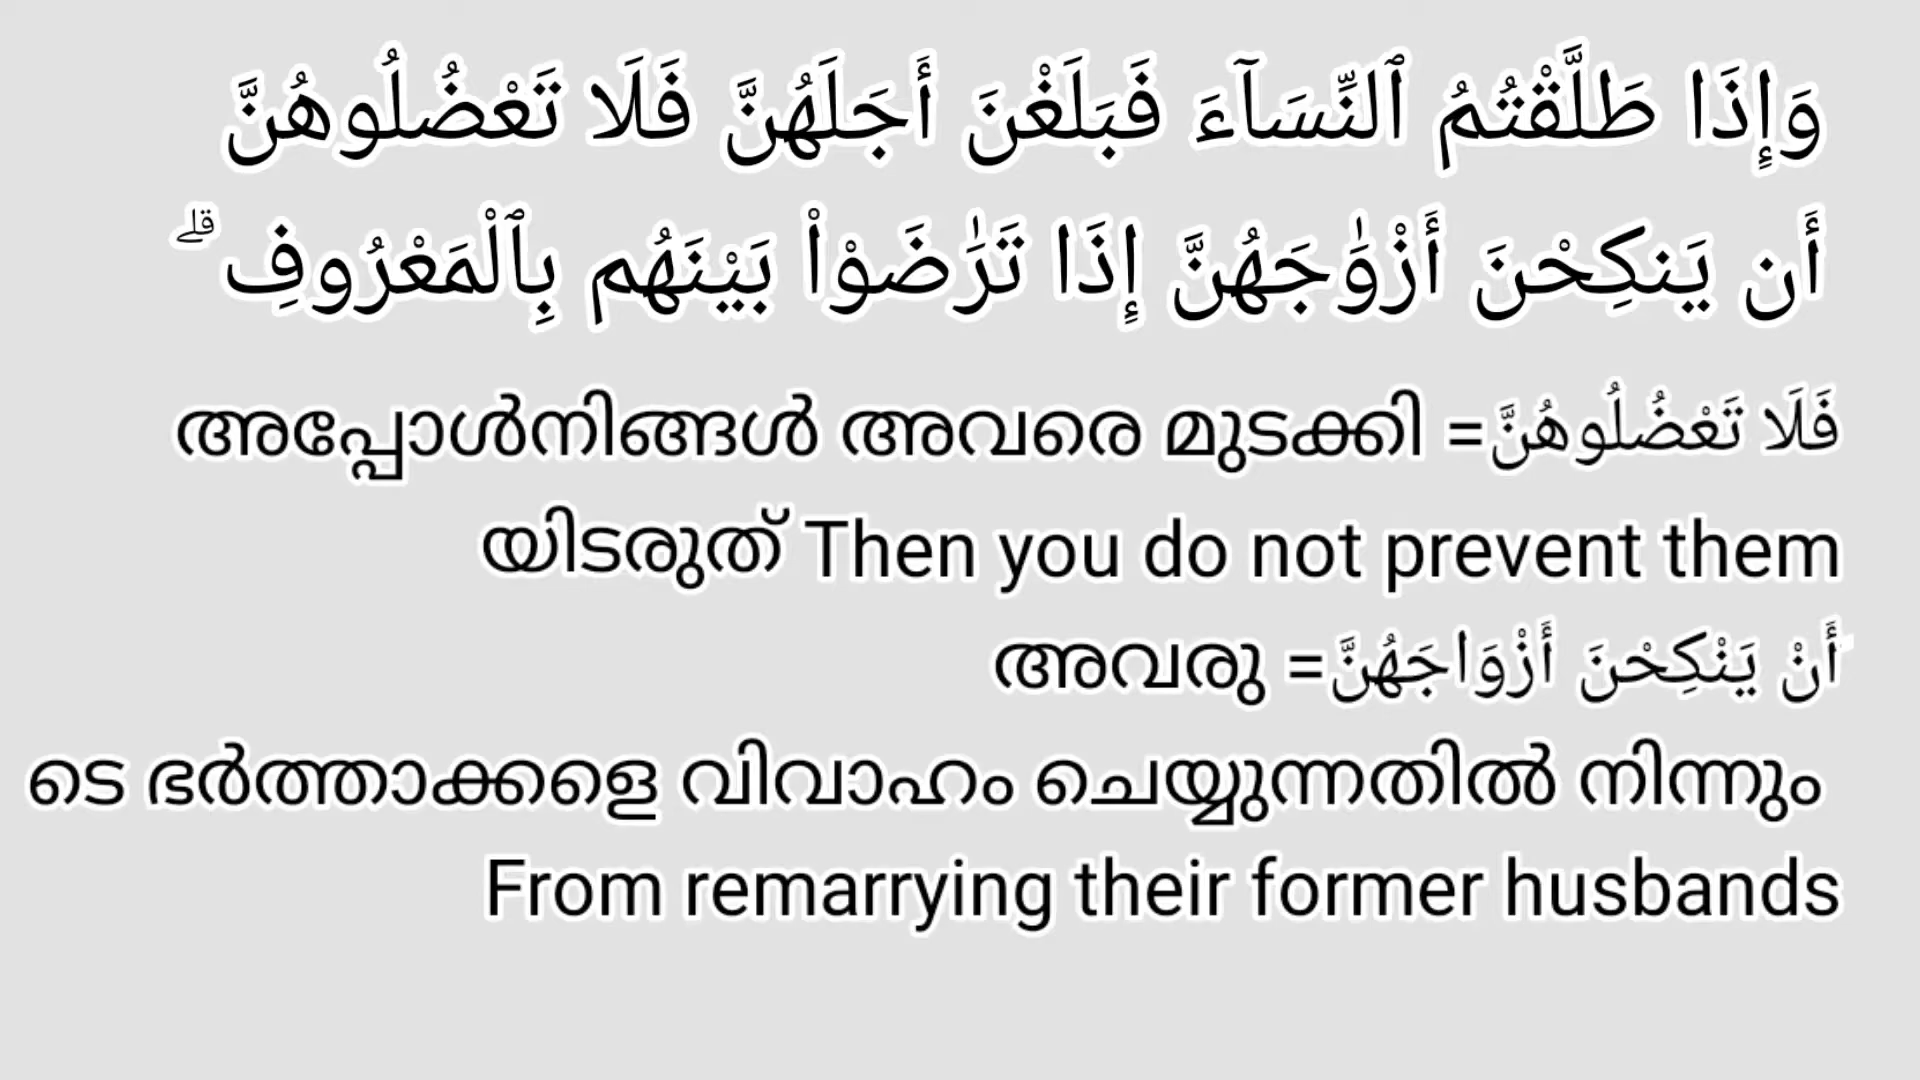 وَإِذَا طَلَّقْتُمُ ٱلنِّسَآءَ فَبَلَغْنَ أَجَلَهُنَّ فَلَا تَعْضُلُوهُنَّ
أَن يَنكِحْنَ أَزْوَٰجَهُنَّ إِذَا تَرَٰضَوْا۟ بَيْنَهُم بِٱلْمَعْرُوفِ ۗ
فَلَا تَعْضُلُوهُنَّ= അപ്പോൾനിങ്ങൾ അവരെ മുടക്കി
യിടരുത് Then you do not prevent them
أَنْ يَنْكِحْنَ أَزْوَاجَهُنَّ= അവരു
ടെ ഭർത്താക്കളെ വിവാഹം ചെയ്യുന്നതിൽ നിന്നും
From remarrying their former husbands